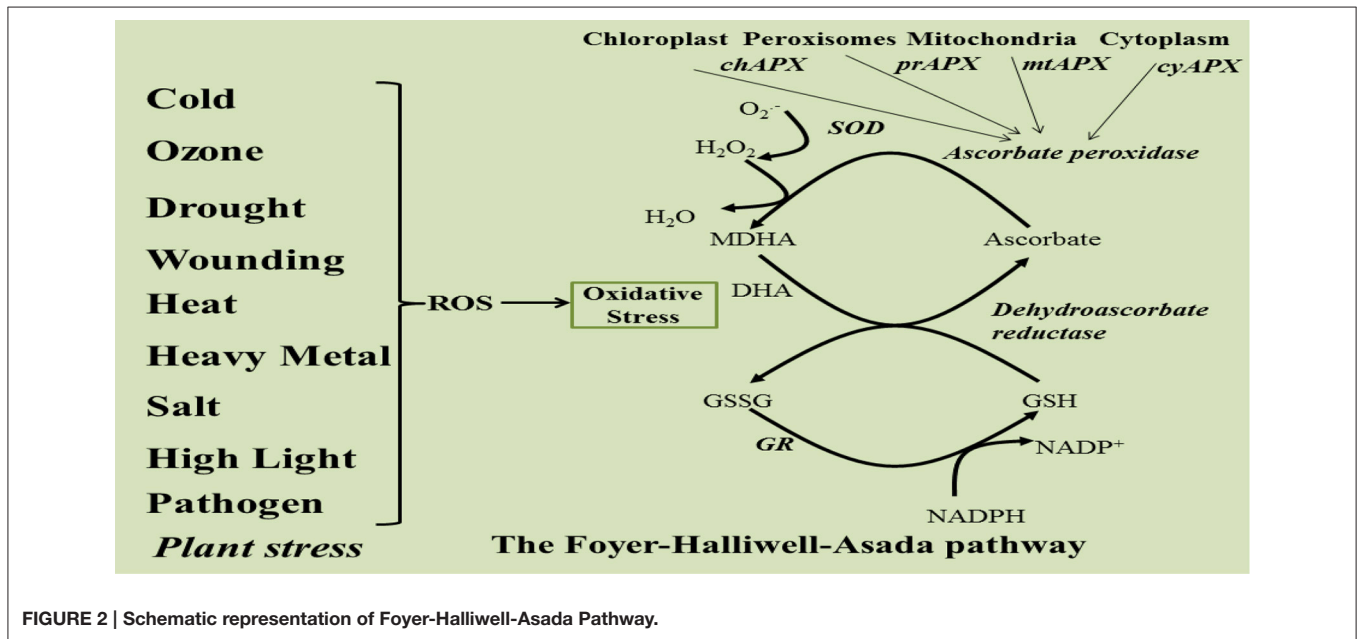 Chloroplast Peroxisomes Mitochondria Cytoplasm
chAPX prAPX mtAPX cyAPX
Cold
Ozone
Drought
Wounding
Heat
Heavy Metal
Salt
High Light
Pathogen
Plant stress
ROS
Oxidative
Stress
O₂·-
SOD
H₂O₂
Ascorbate peroxidase
H₂O
MDHA
Ascorbate
DHA
Dehydroascorbate
reductase
GSSG
GSH
GR
NADP⁺
NADPH
The Foyer-Halliwell-Asada pathway
FIGURE 2 | Schematic representation of Foyer-Halliwell-Asada Pathway.